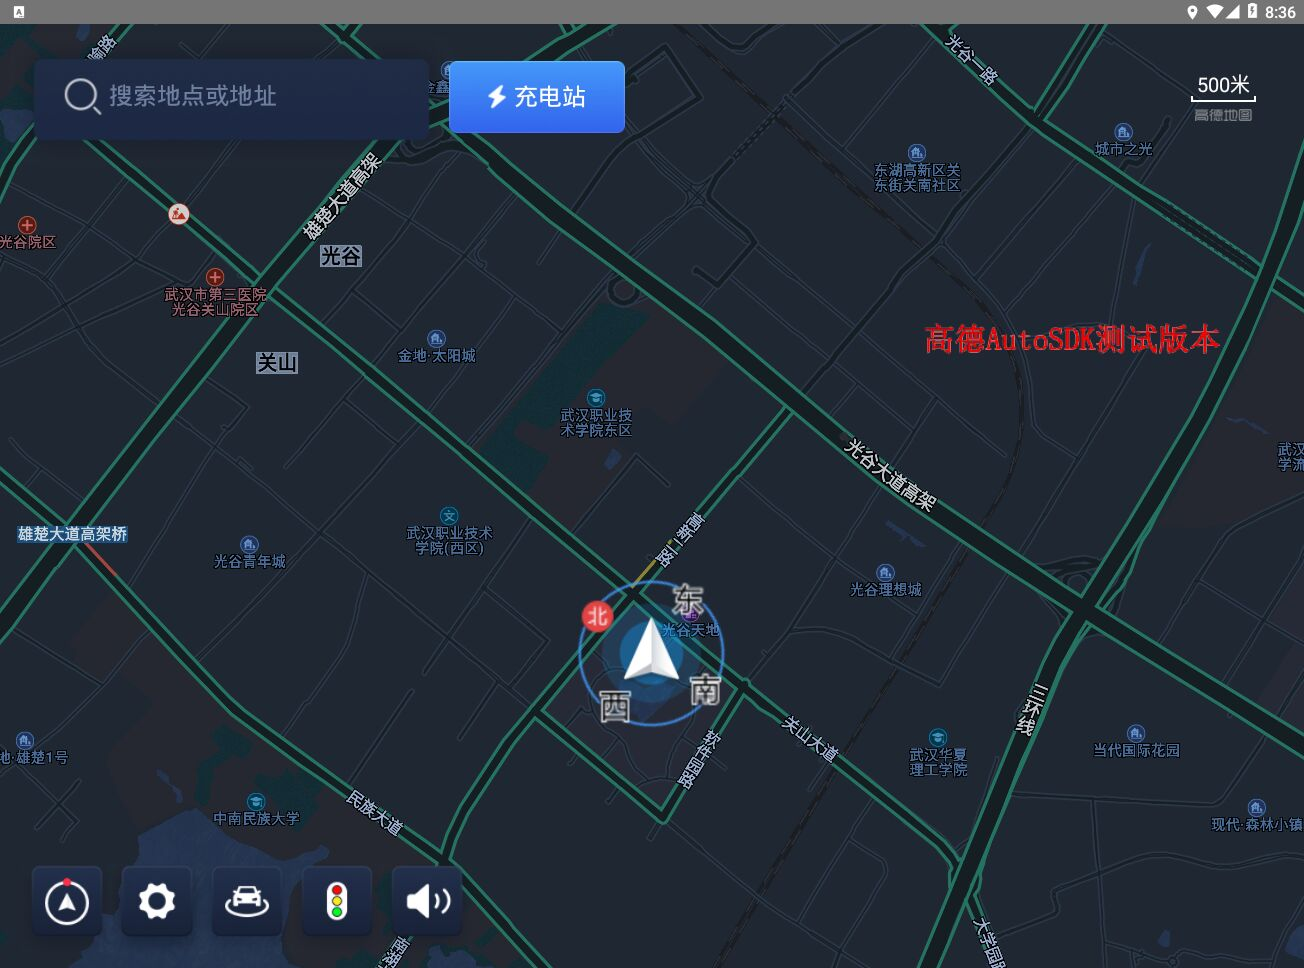 A
8:36
搜索地点或地址
充电站
500米
高德地图
光谷一路
城市之光
东湖高新区关
东街关南社区
雄楚大道高架
光谷院区
光谷
武汉市第三医院
光谷关山院区
关山
金地·太阳城
高德AutoSDK测试版本
武汉职业技
术学院东区
光谷大道高架
武汉
学流
武汉职业技术
学院(西区)
高新二路
雄楚大道高架桥
光谷青年城
光谷理想城
北
东
光谷天地
西
南
三环线
软件园路
关山大道
武汉华夏
理工学院
当代国际花园
地·雄楚1号
中南民族大学
民族大道
现代·森林小镇
大学园路